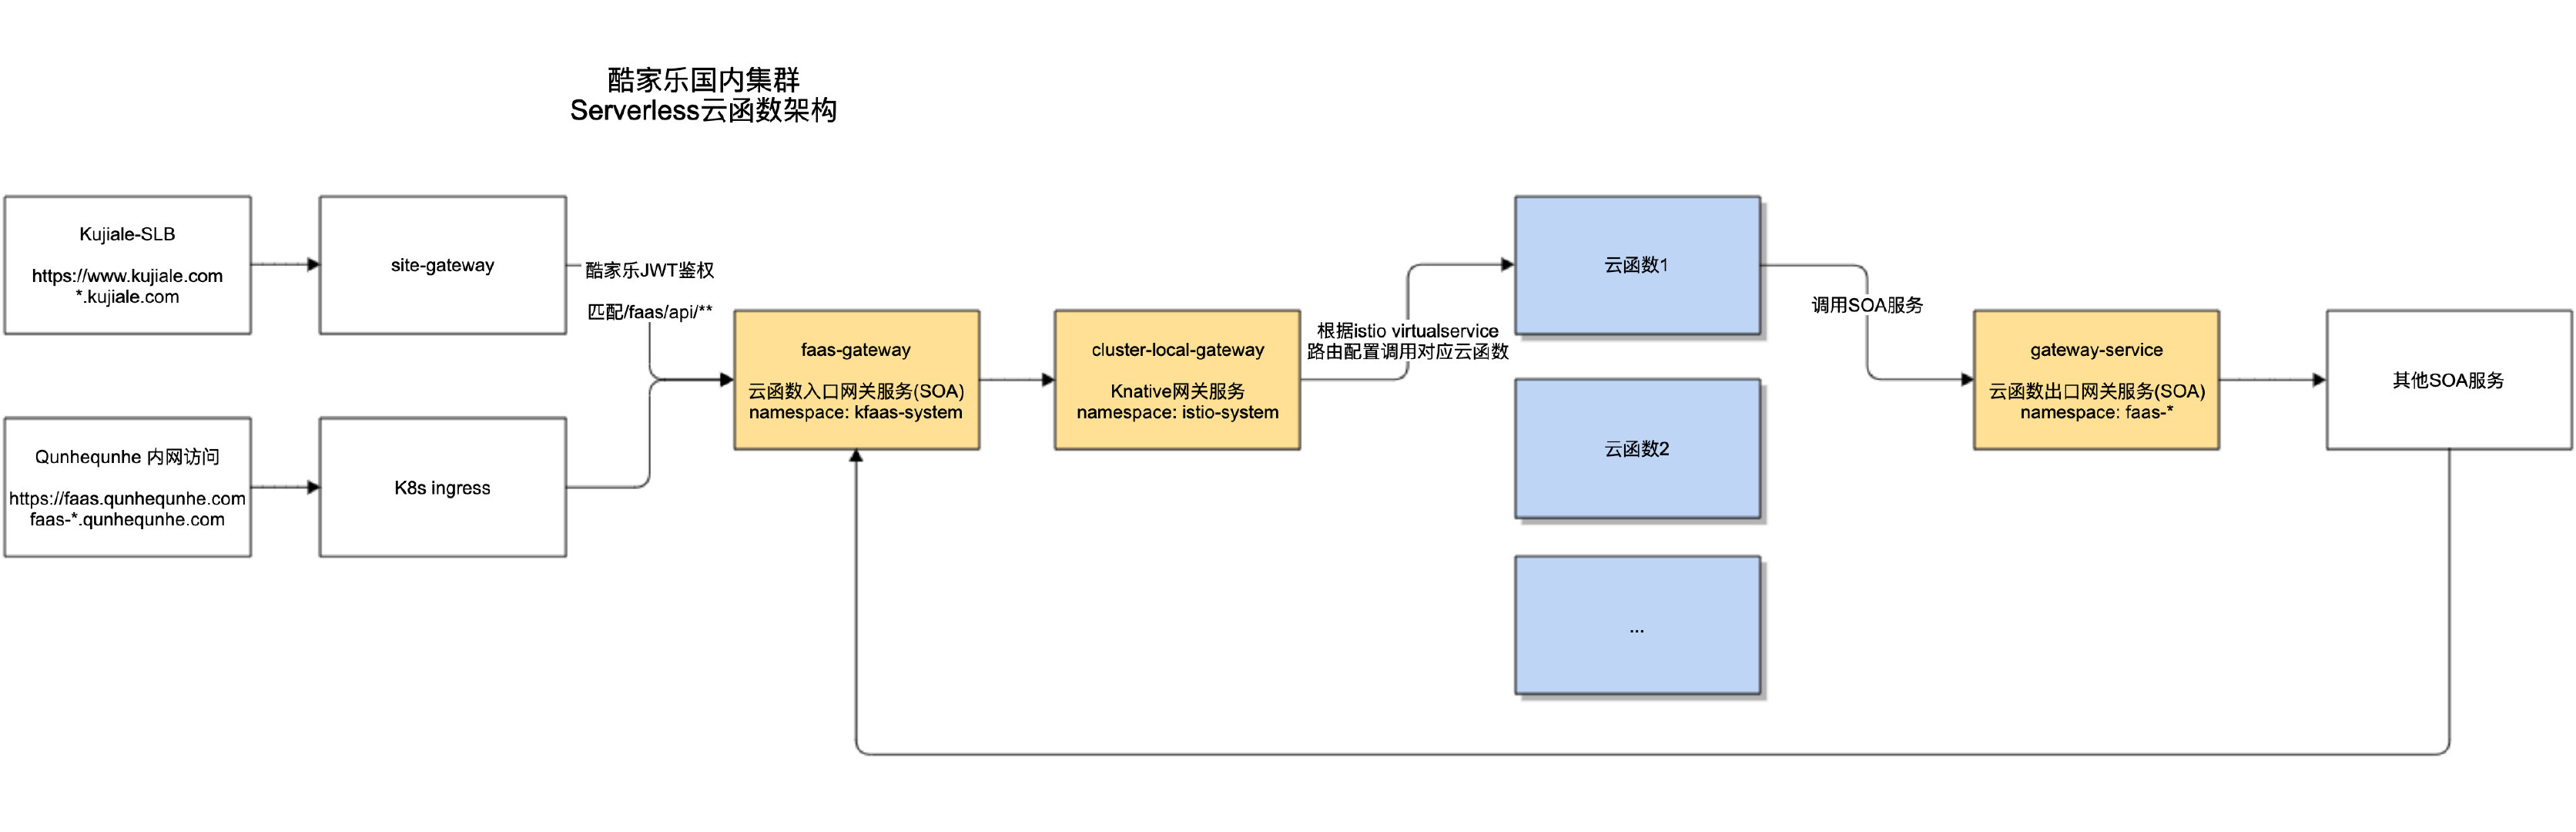 酷家乐国内集群
Serverless云函数架构
Kujiale-SLB
https://www.kujiale.com
*.kujiale.com
site-gateway
酷家乐JWT鉴权
匹配/faas/api/**
Qunhequnhe 内网访问
https://faas.qunhequnhe.com
faas-*.qunhequnhe.com
K8s ingress
faas-gateway
云函数入口网关服务(SOA)
namespace: kfaas-system
cluster-local-gateway
Knative网关服务
namespace: istio-system
根据istio virtualservice
路由配置调用对应云函数
云函数1
云函数2
...
调用SOA服务
gateway-service
云函数出口网关服务(SOA)
namespace: faas-*
其他SOA服务